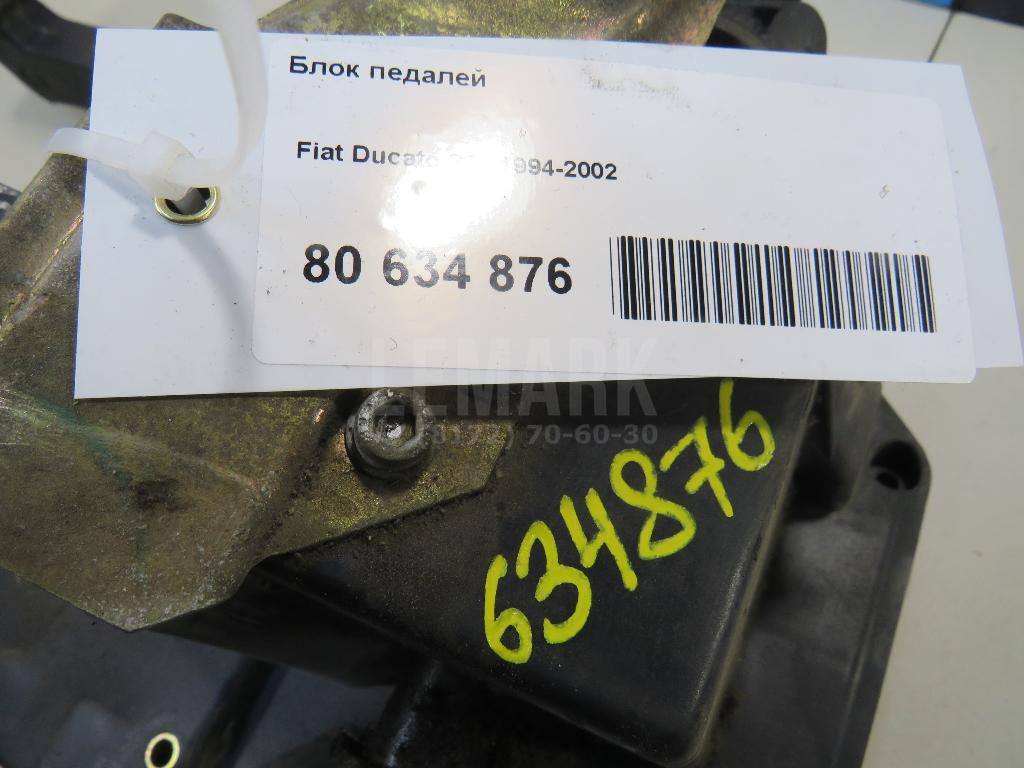 Блок педалей
Fiat Ducato 1994-2002
80 634 876
LEMARK
70-60-30
634876